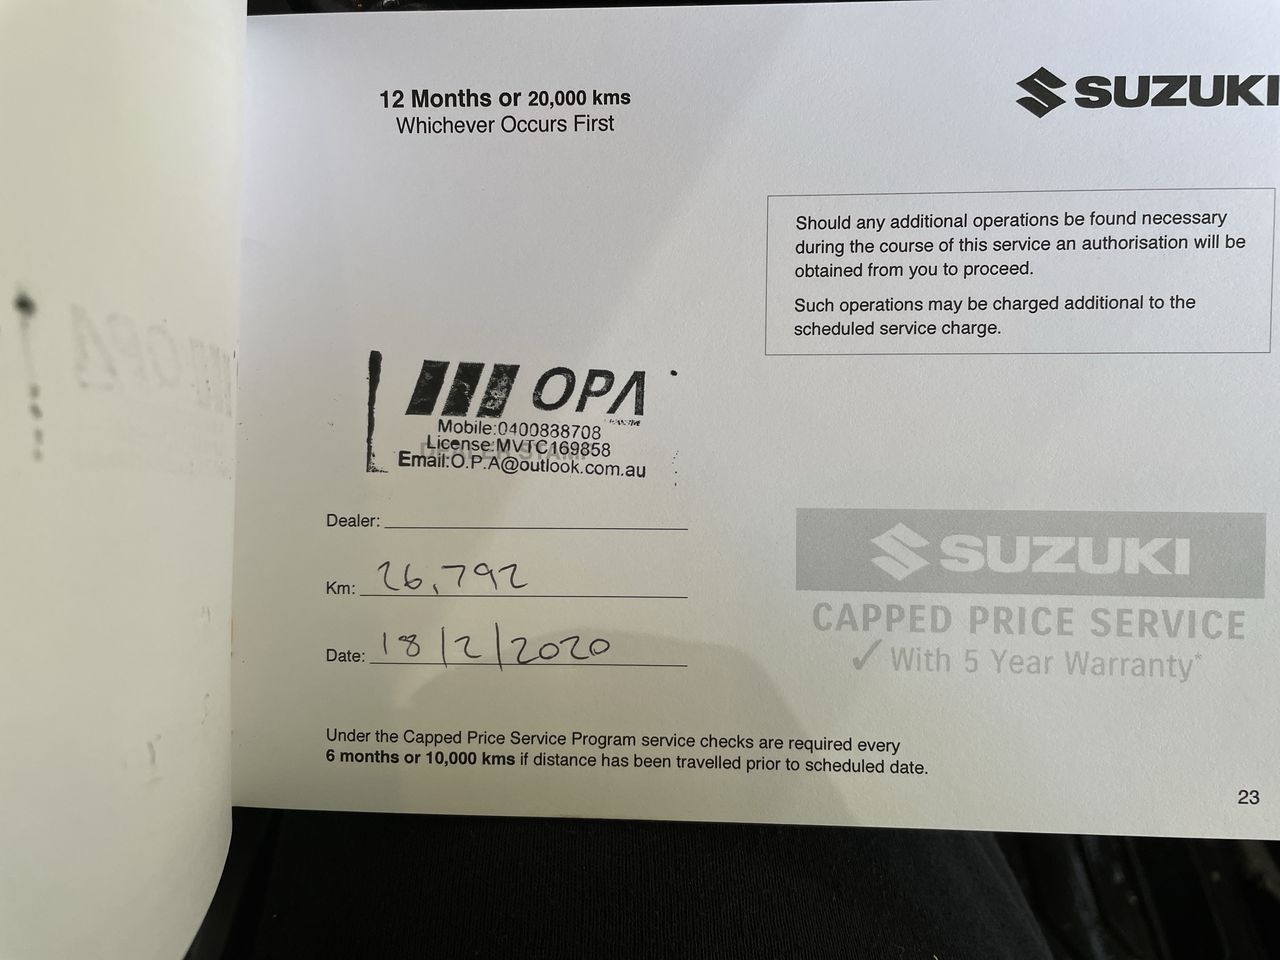 12 Months or 20,000 kms
Whichever Occurs First
SUZUKI
Should any additional operations be found necessary
during the course of this service an authorisation will be
obtained from you to proceed.
Such operations may be charged additional to the
scheduled service charge.
OPA
Mobile:0400838708
License:MVTC169858
Email:O.P.A@outlook.com.au
Dealer:
Km: 26,792
Date: 18/2/2020
SUZUKI
CAPPED PRICE SERVICE
✓ With 5 Year Warranty*
Under the Capped Price Service Program service checks are required every
6 months or 10,000 kms if distance has been travelled prior to scheduled date.
23